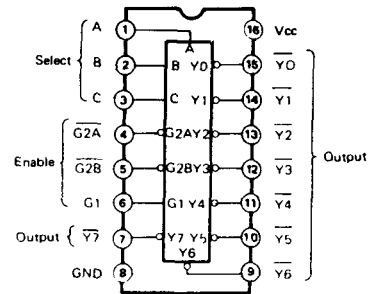 A 1 16 Vcc
A
Select B 2 B Y0 15 Y0
C 3 C Y1 14 Y1
G2A 4 G2A Y2 13 Y2
Enable G2B 5 G2B Y3 12 Y3 Output
G1 6 G1 Y4 11 Y4
Output Y7 7 Y7 Y5 10 Y5
Y6
GND 8 9 Y6